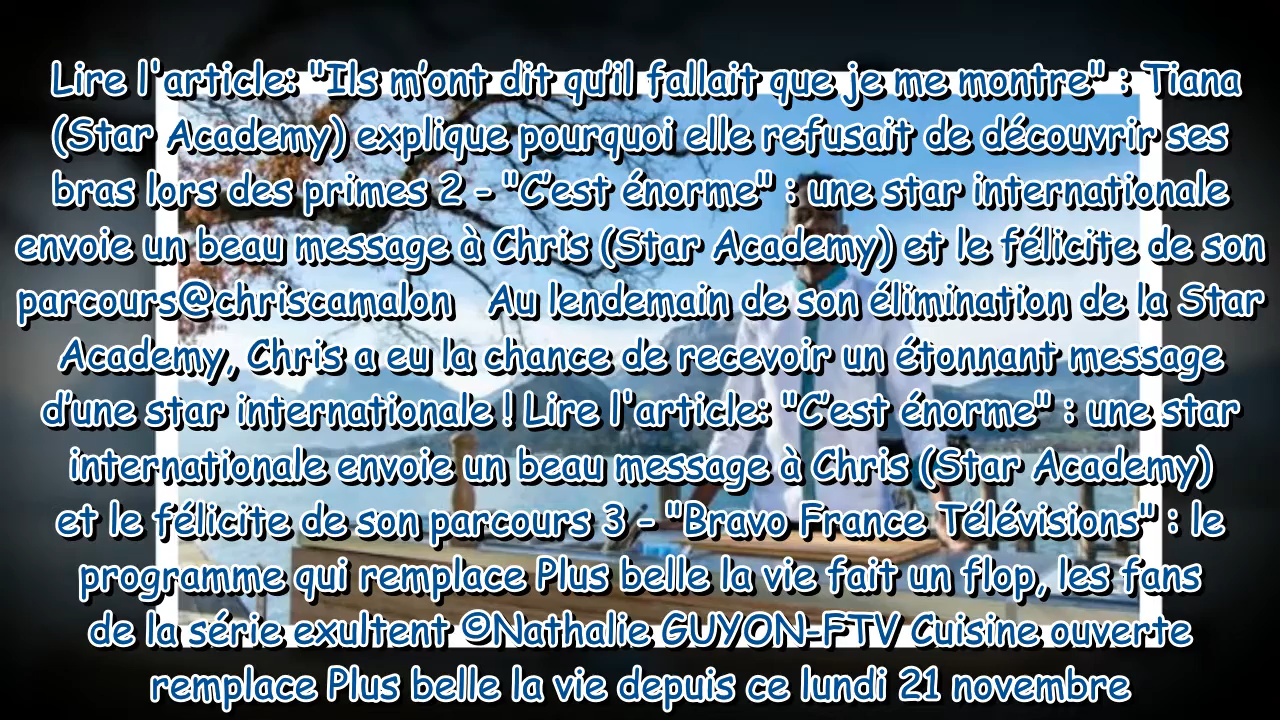 Lire l'article: "Ils m’ont dit qu’il fallait que je me montre" : Tiana
(Star Academy) explique pourquoi elle refusait de découvrir ses
bras lors des primes 2 - "C’est énorme" : une star internationale
envoie un beau message à Chris (Star Academy) et le félicite de son
parcours@chriscamalon   Au lendemain de son élimination de la Star
Academy, Chris a eu la chance de recevoir un étonnant message
d’une star internationale ! Lire l'article: "C’est énorme" : une star
internationale envoie un beau message à Chris (Star Academy)
et le félicite de son parcours 3 - "Bravo France Télévisions" : le
programme qui remplace Plus belle la vie fait un flop, les fans
de la série exultent ©Nathalie GUYON-FTV Cuisine ouverte
remplace Plus belle la vie depuis ce lundi 21 novembre